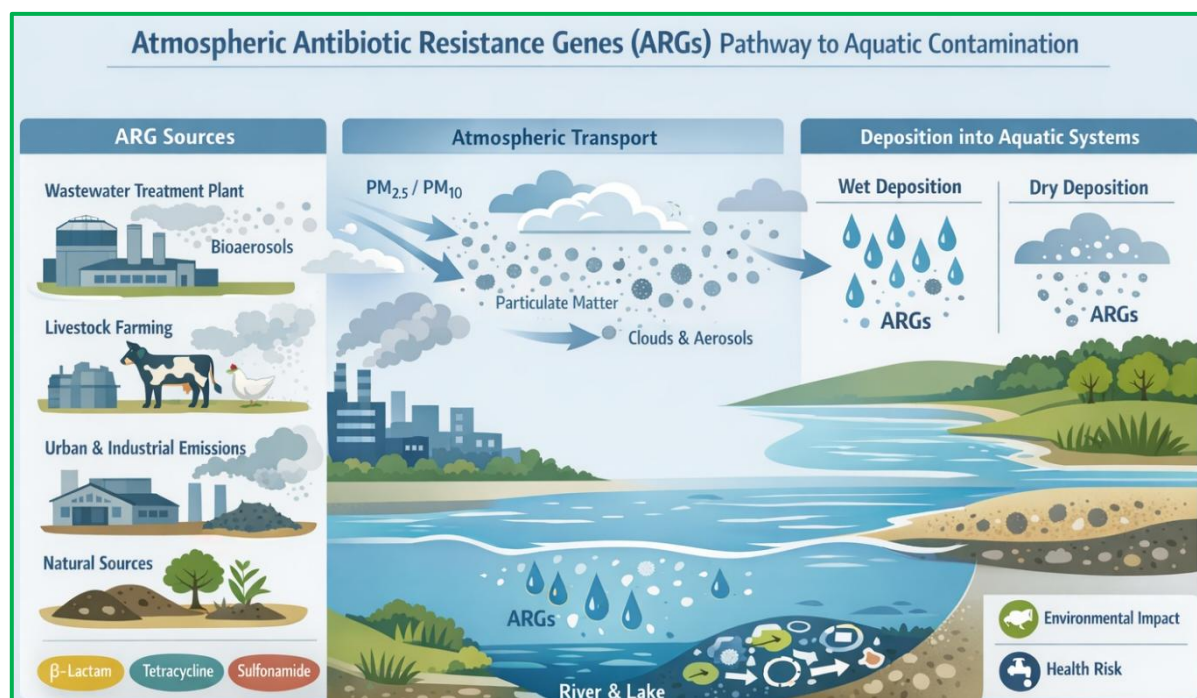 Atmospheric Antibiotic Resistance Genes (ARGs) Pathway to Aquatic Contamination
ARG Sources
Wastewater Treatment Plant
Bioaerosols
Livestock Farming
Urban & Industrial Emissions
Natural Sources
β-Lactam
Tetracycline
Sulfonamide
Atmospheric Transport
PM2.5 / PM10
Particulate Matter
Clouds & Aerosols
Deposition into Aquatic Systems
Wet Deposition
ARGs
Dry Deposition
ARGs
ARGs
River & Lake
Environmental Impact
Health Risk